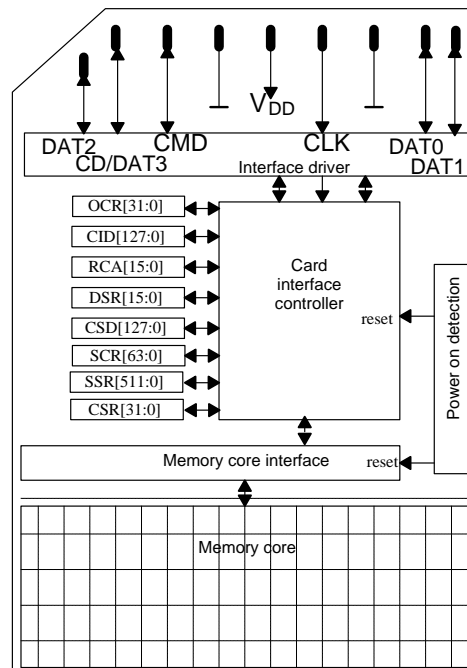 V_DD
DAT2
CMD
CLK
DAT0
CD/DAT3
DAT1
Interface driver
OCR[31:0]
CID[127:0]
RCA[15:0]
DSR[15:0]
CSD[127:0]
SCR[63:0]
SSR[511:0]
CSR[31:0]
Card
interface
controller
reset
Power on detection
Memory core interface
reset
Memory core